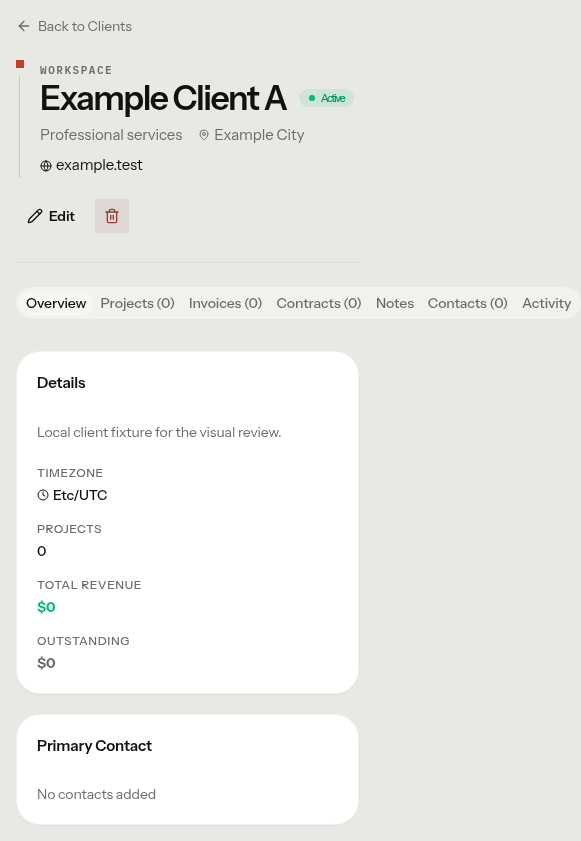 Back to Clients
WORKSPACE
Example Client A Active
Professional services Example City
example.test
Edit
Overview Projects (0) Invoices (0) Contracts (0) Notes Contacts (0) Activity
Details
Local client fixture for the visual review.
TIMEZONE
Etc/UTC
PROJECTS
0
TOTAL REVENUE
$0
OUTSTANDING
$0
Primary Contact
No contacts added